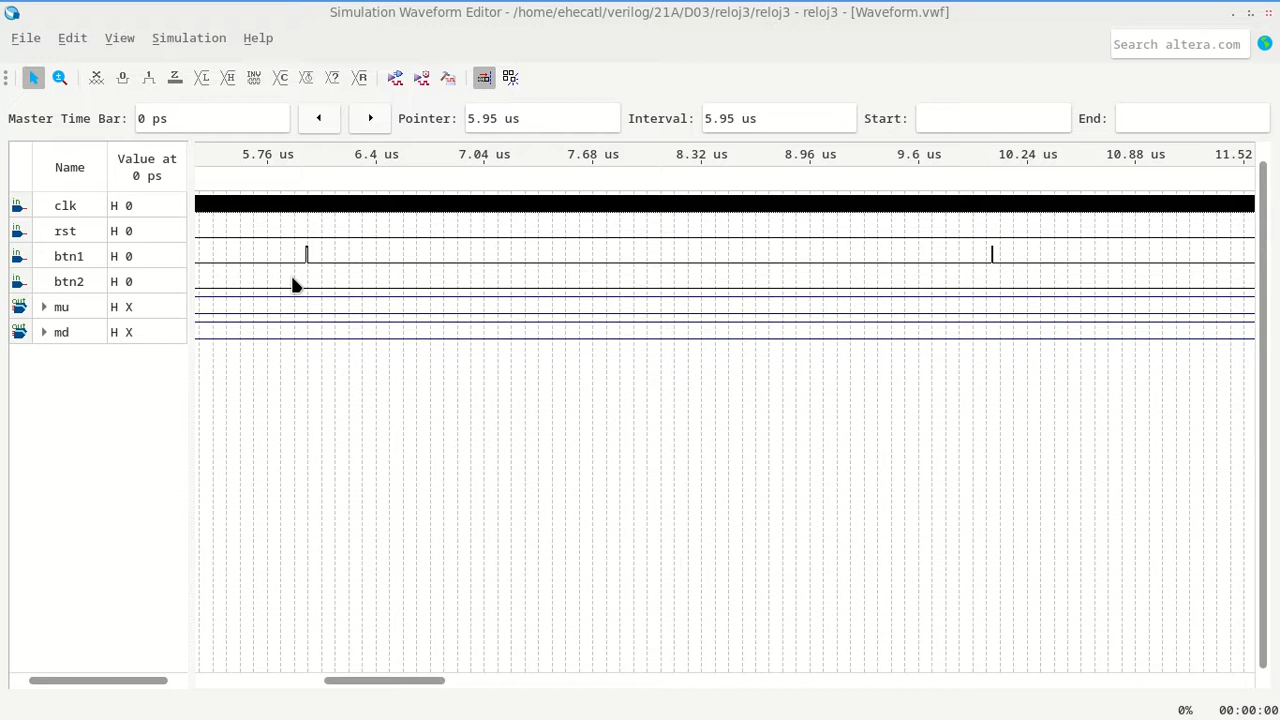 Simulation Waveform Editor - /home/ehecatl/verilog/21A/D03/reloj3/reloj3 - reloj3 - [Waveform.vwf]
File Edit View Simulation Help
Search altera.com
Master Time Bar: 0 ps Pointer: 5.95 us Interval: 5.95 us Start: End:
Name Value at 0 ps
5.76 us 6.4 us 7.04 us 7.68 us 8.32 us 8.96 us 9.6 us 10.24 us 10.88 us 11.52
clk H 0
rst H 0
btn1 H 0
btn2 H 0
mu H X
md H X
0% 00:00:00